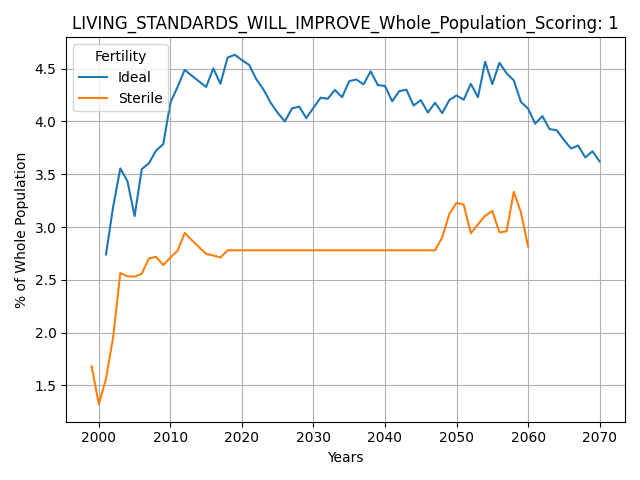 LIVING_STANDARDS_WILL_IMPROVE_Whole_Population_Scoring: 1
Fertility
Ideal
Sterile
% of Whole Population
4.5
4.0
3.5
3.0
2.5
2.0
1.5
2000 2010 2020 2030 2040 2050 2060 2070
Years